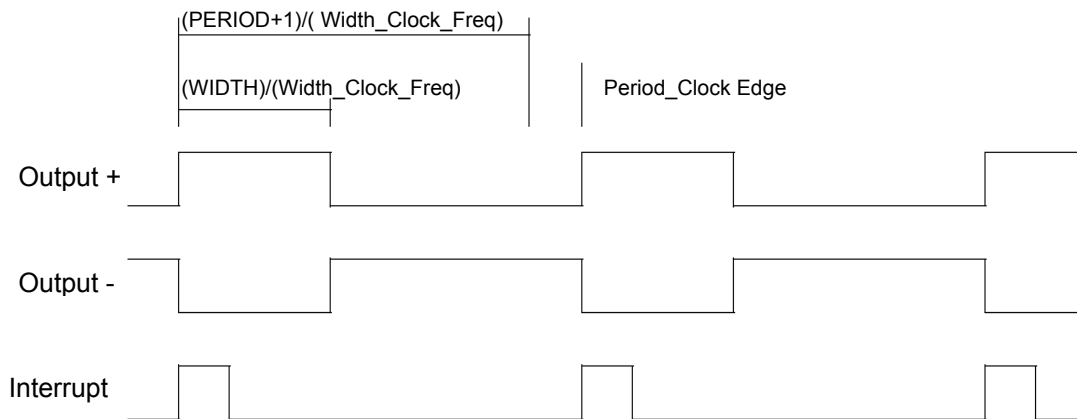 (PERIOD+1)/( Width_Clock_Freq)
(WIDTH)/(Width_Clock_Freq)
Period_Clock Edge
Output +
Output -
Interrupt